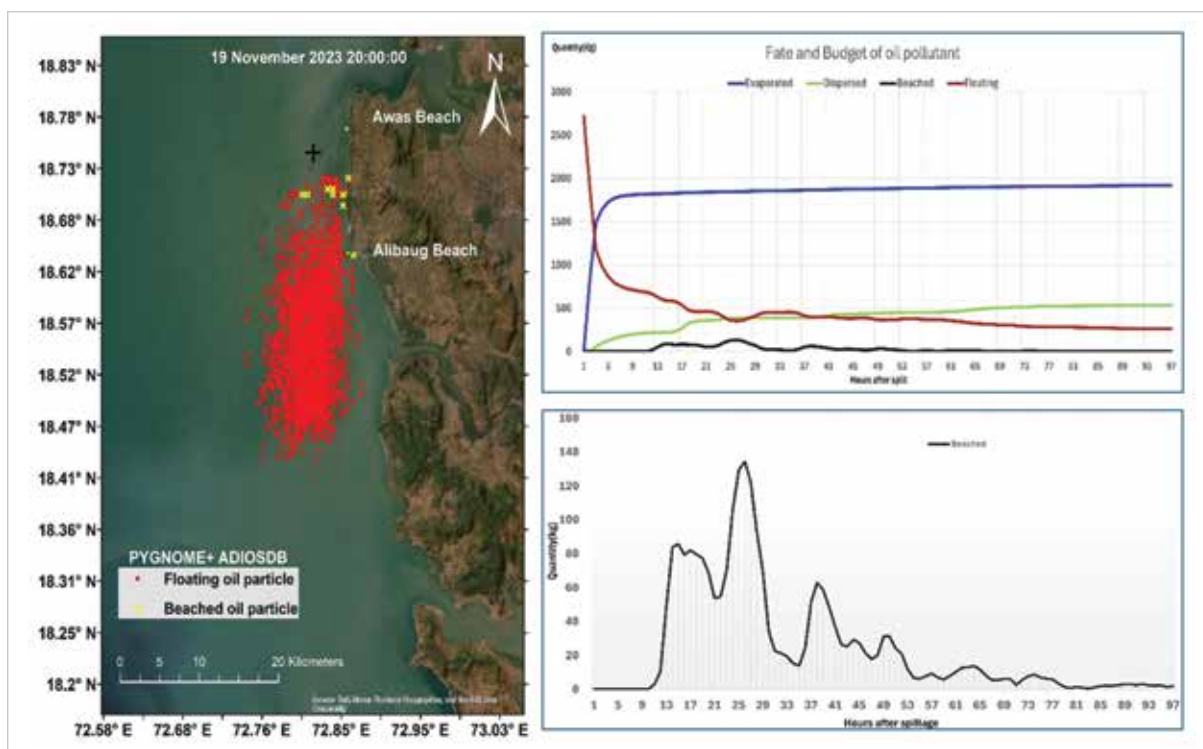 19 November 2023 20:00:00
N
Awas Beach
Alibaug Beach
18.83° N
18.78° N
18.73° N
18.68° N
18.62° N
18.57° N
18.52° N
18.47° N
18.41° N
18.36° N
18.31° N
18.25° N
18.2° N
PYGNOME+ ADIOSDB
Floating oil particle
Beached oil particle
0 5 10 20 Kilometers
72.58° E 72.68° E 72.76° E 72.85° E 72.95° E 73.03° E
Fate and Budget of oil pollutant
Evaporated Dispersed Beached Floating
3000
2500
2000
1500
1000
500
0
1 5 9 13 17 21 25 29 33 37 41 45 49 53 57 61 65 69 73 77 81 85 89 93 97
Hours after spill
Beached
Quantity(kg)
160
140
120
100
80
60
40
20
0
1 5 9 13 17 21 25 29 33 37 41 45 49 53 57 61 65 69 73 77 81 85 89 93 97
Hours after spillage